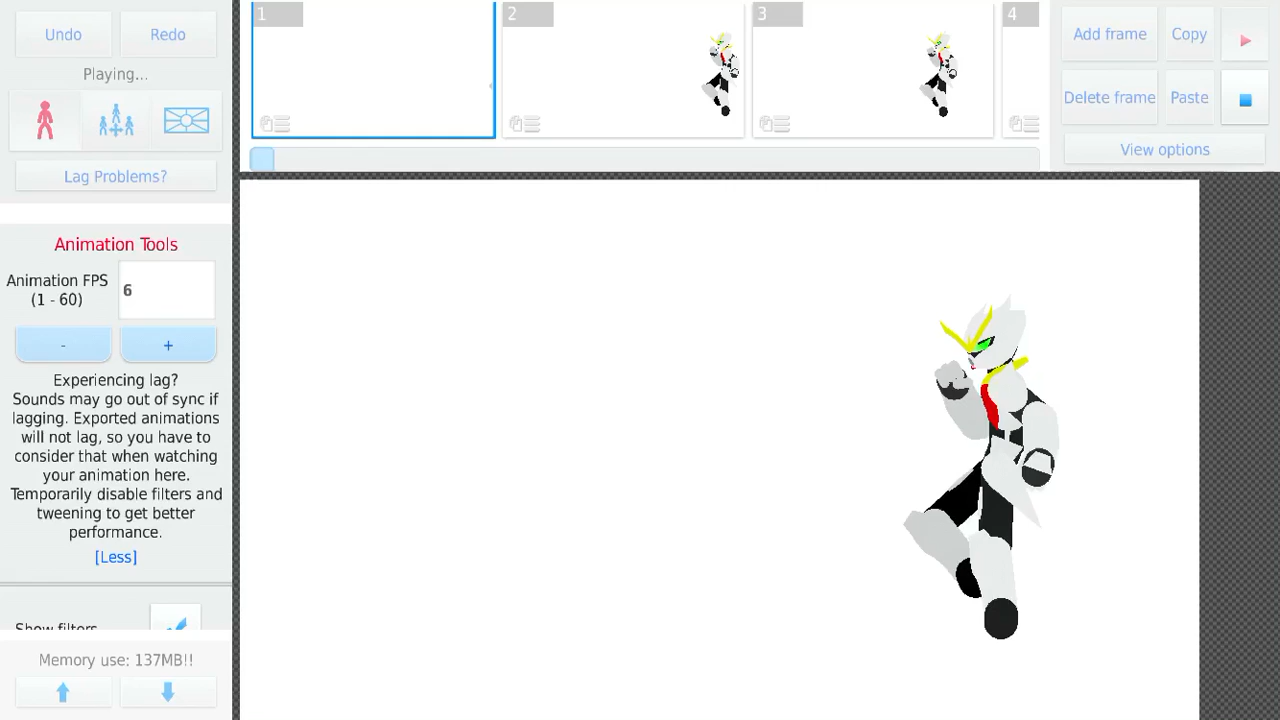 Undo
Redo
Playing...
Lag Problems?
1
2
3
4
Add frame
Copy
Delete frame
Paste
View options
Animation Tools
Animation FPS
(1 - 60)
6
-
+
Experiencing lag?
Sounds may go out of sync if
lagging. Exported animations
will not lag, so you have to
consider that when watching
your animation here.
Temporarily disable filters and
tweening to get better
performance.
[Less]
Show filters
Memory use: 137MB!!